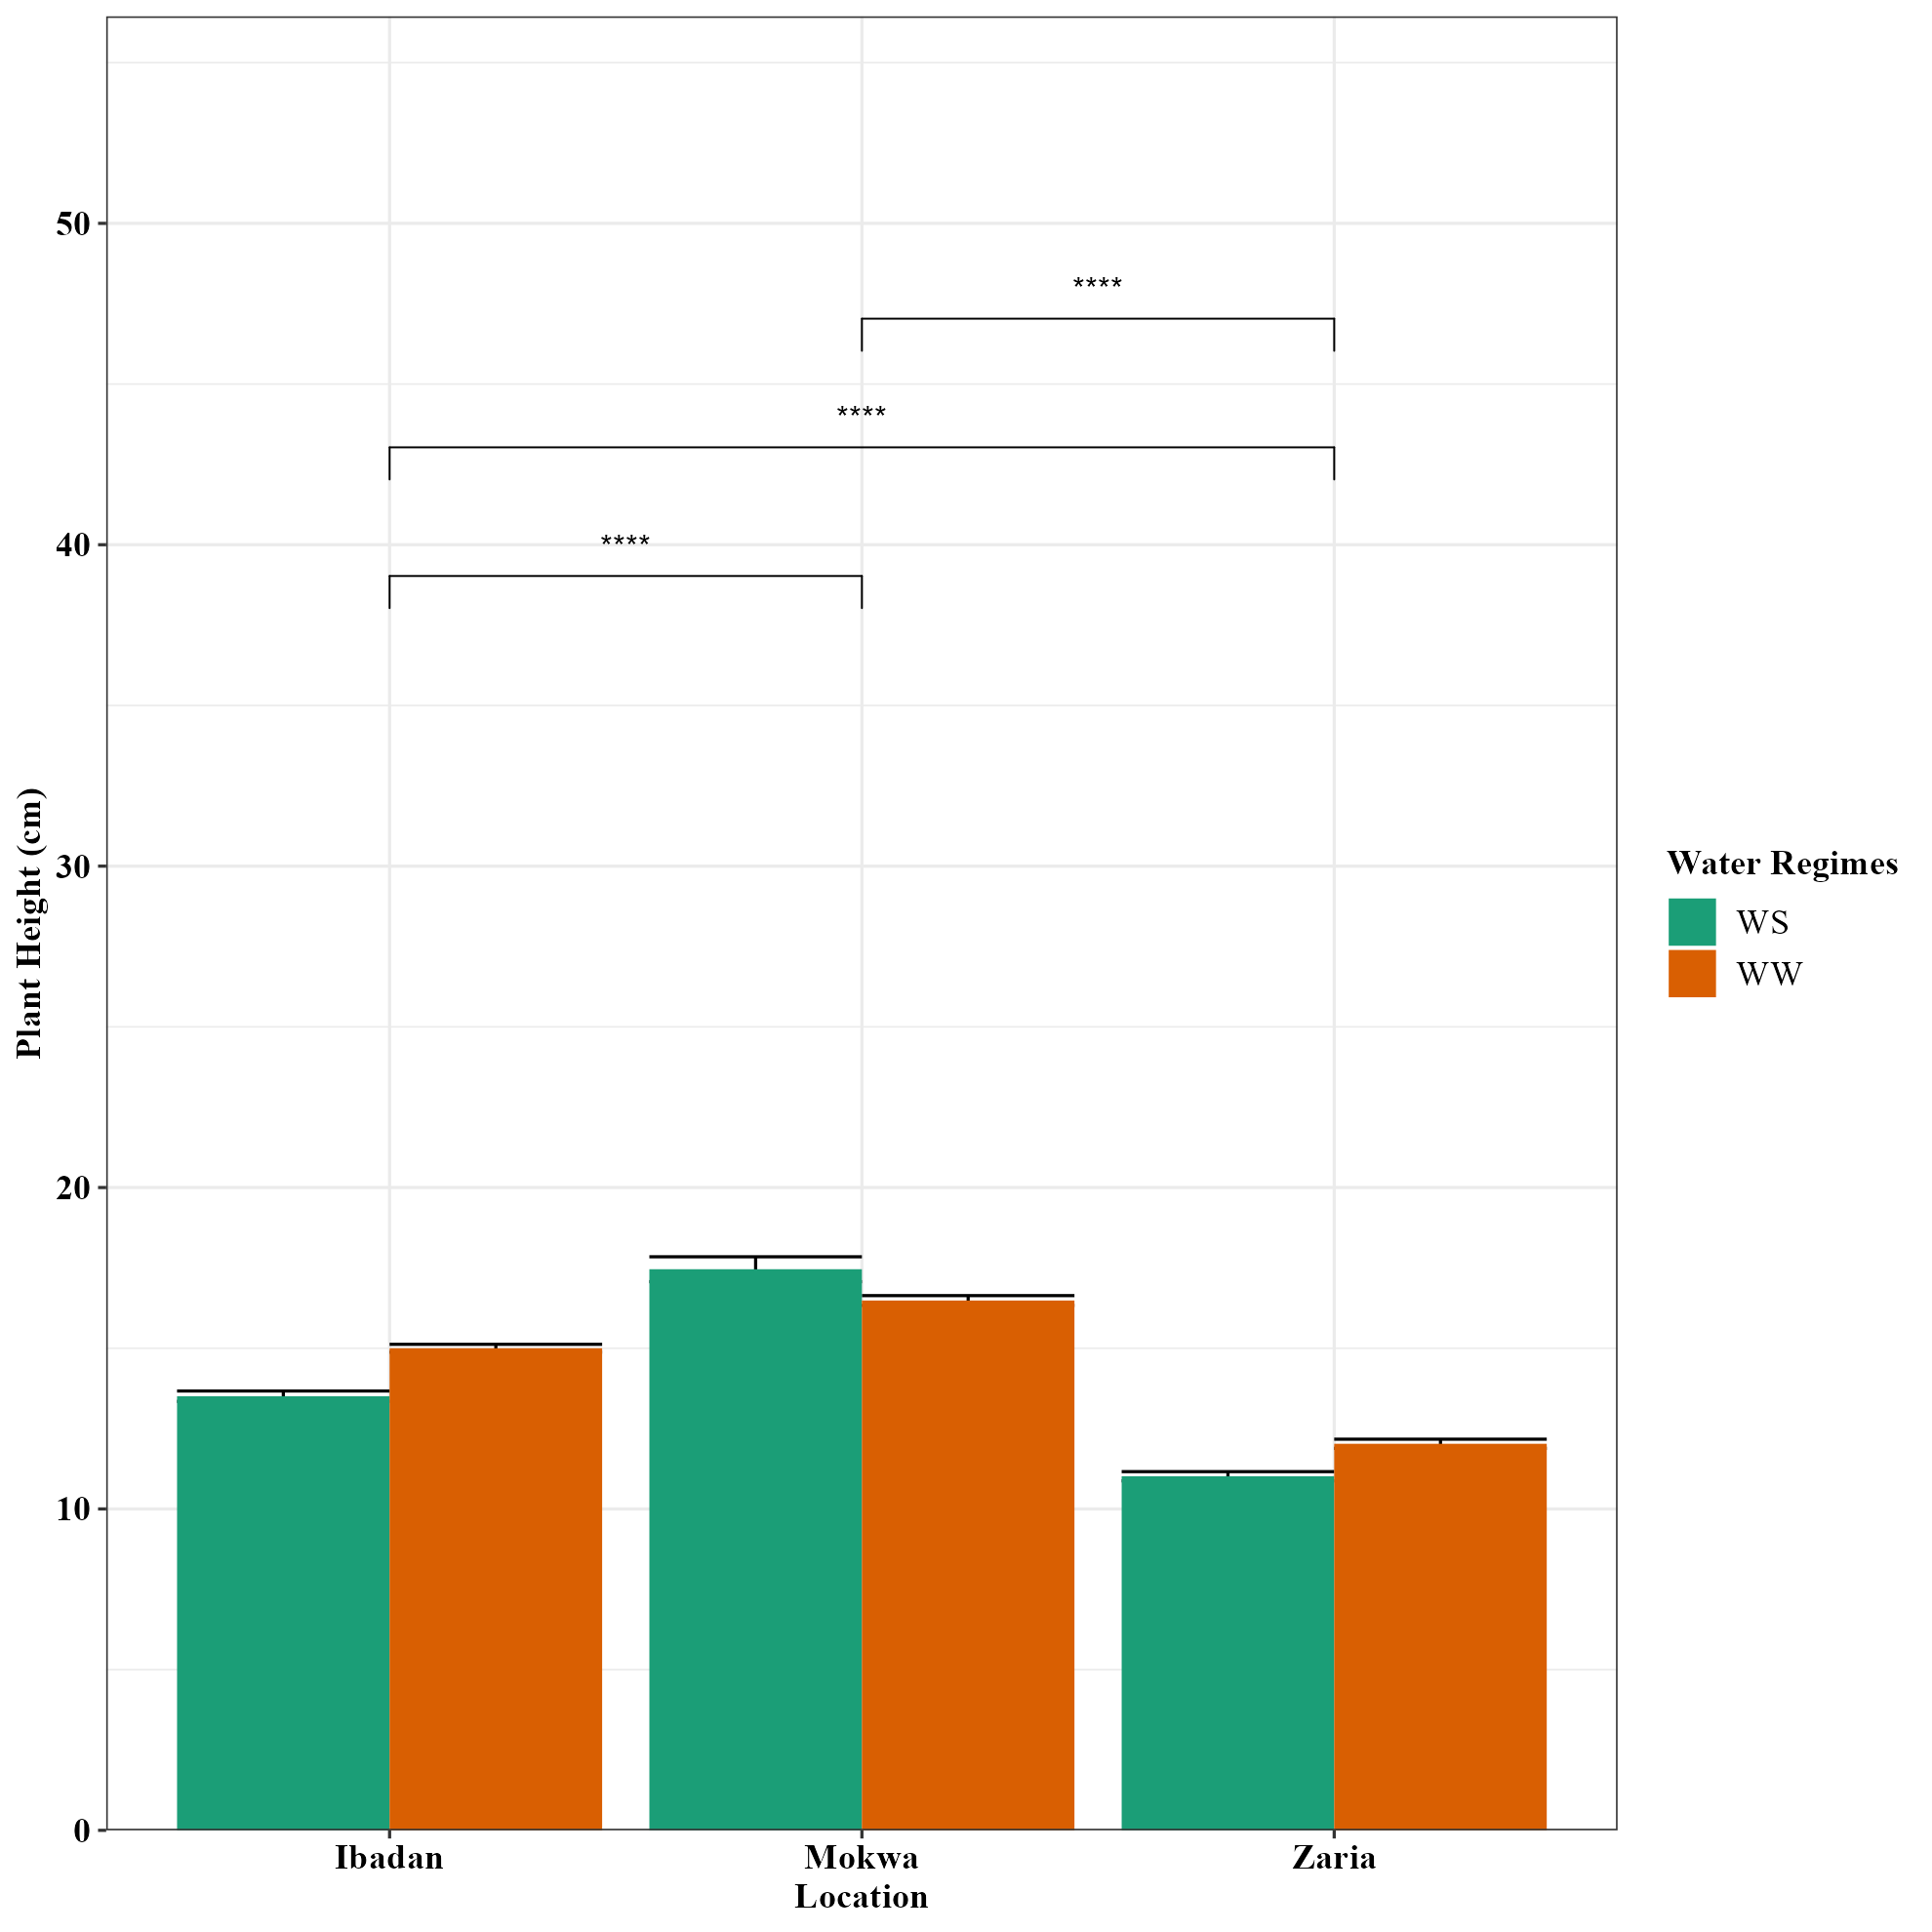 50
40
30
20
10
0
Plant Height (cm)
****
****
****
Ibadan Mokwa Zaria
Location
Water Regimes
WS
WW